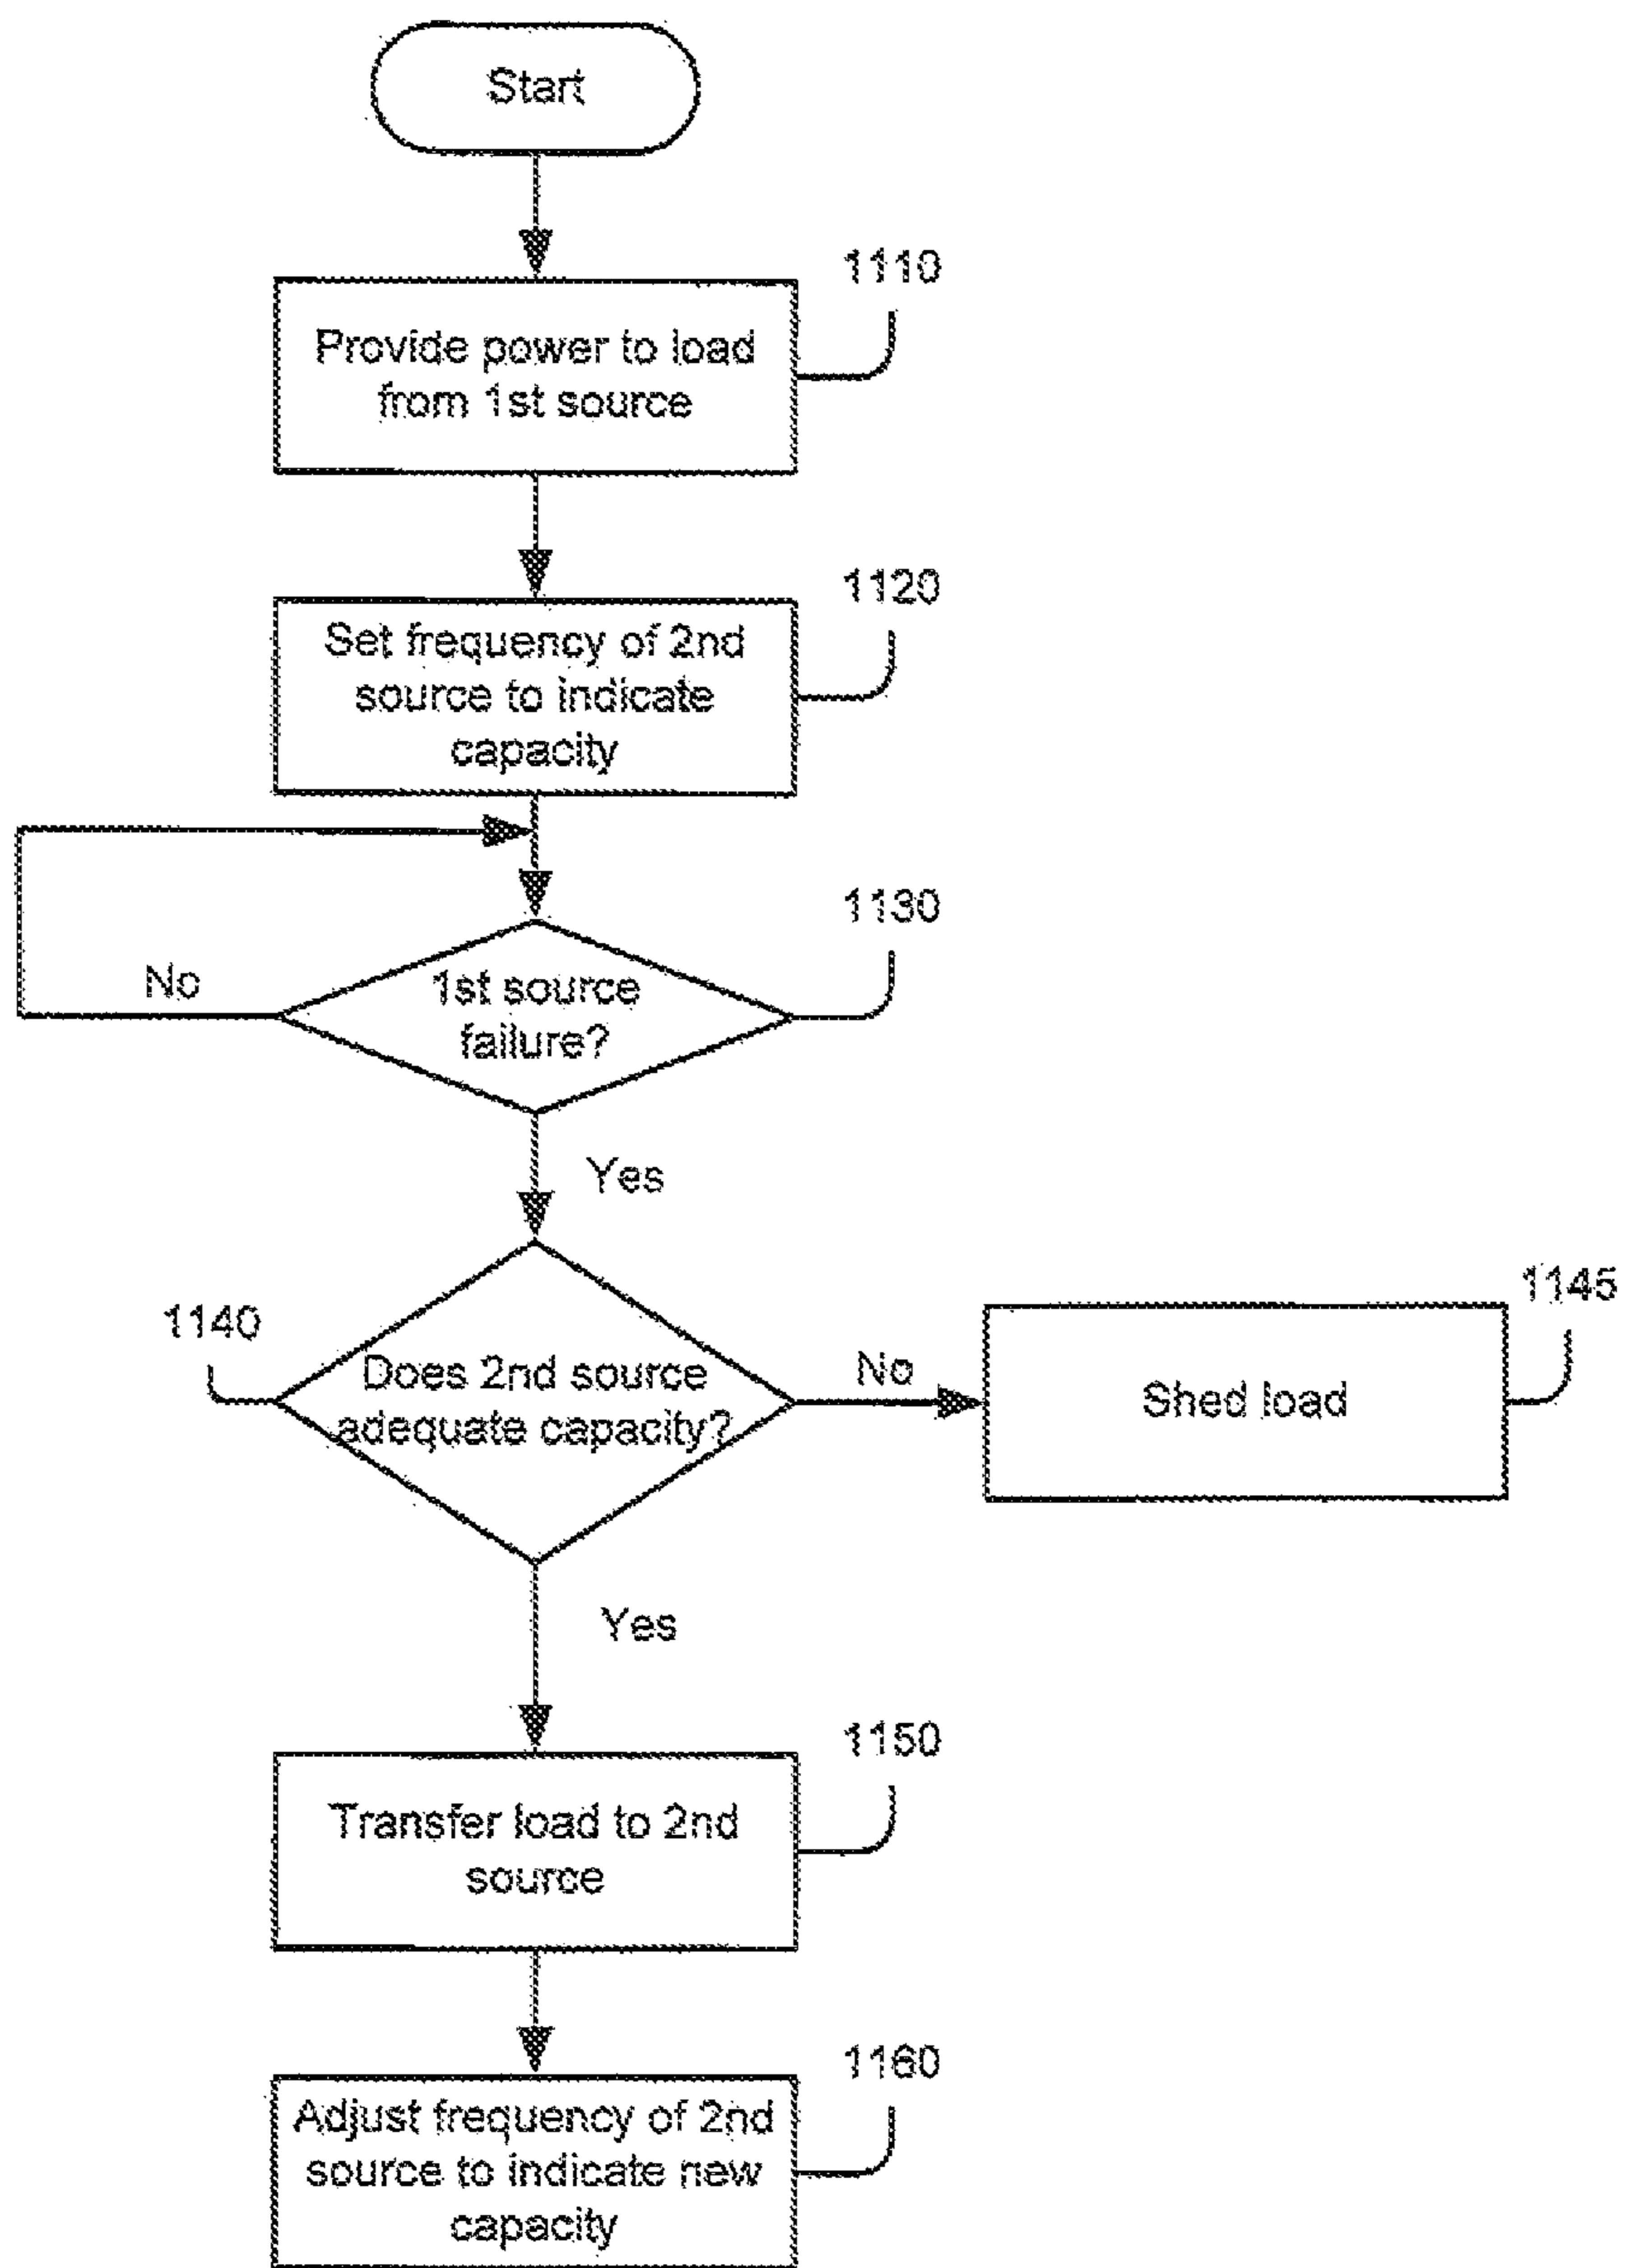 Start
1110
Provide power to load
from 1st source
1120
Set frequency of 2nd
source to indicate
capacity
1130
No
1st source
failure?
Yes
1140
Does 2nd source
adequate capacity?
No
1145
Shed load
Yes
1150
Transfer load to 2nd
source
1160
Adjust frequency of 2nd
source to indicate new
capacity